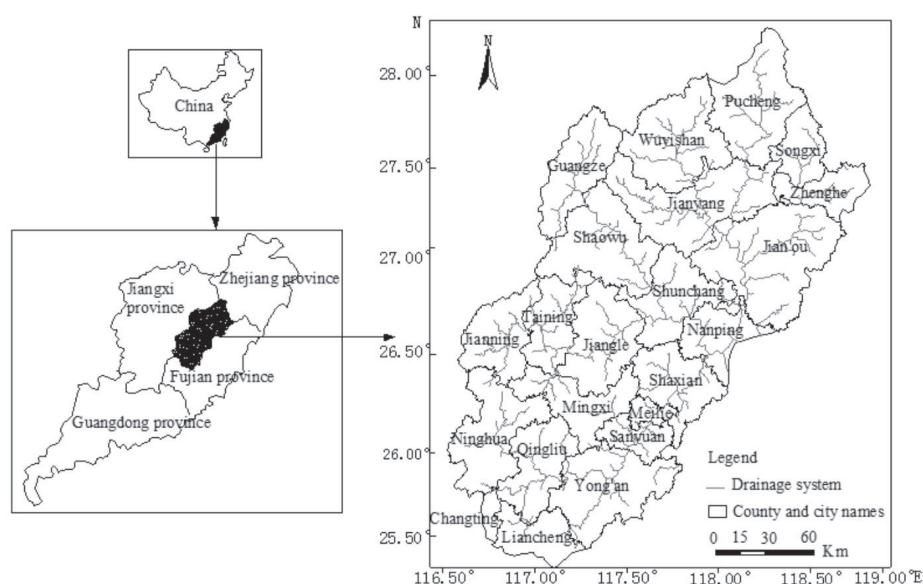 China
Zhejiang province
Jiangxi
province
Fujian province
Guangdong province
N
28.00°
27.50°
27.00°
26.50°
26.00°
25.50°
N
Pucheng
Wuyishan
Songxi
Guangze
Zhenghe
Jianyang
Shaowu
Jian'ou
Shunchang
Taining
Nanping
Jianning
Jiangle
Shaxian
Mingxi
Meilie
Ninghua
Sanyuan
Qingliu
Yong'an
Changting
Liancheng
Legend
Drainage system
County and city names
0 15 30 60
Km
116.50° 117.00° 117.50° 118.00° 118.50° 119.00° E